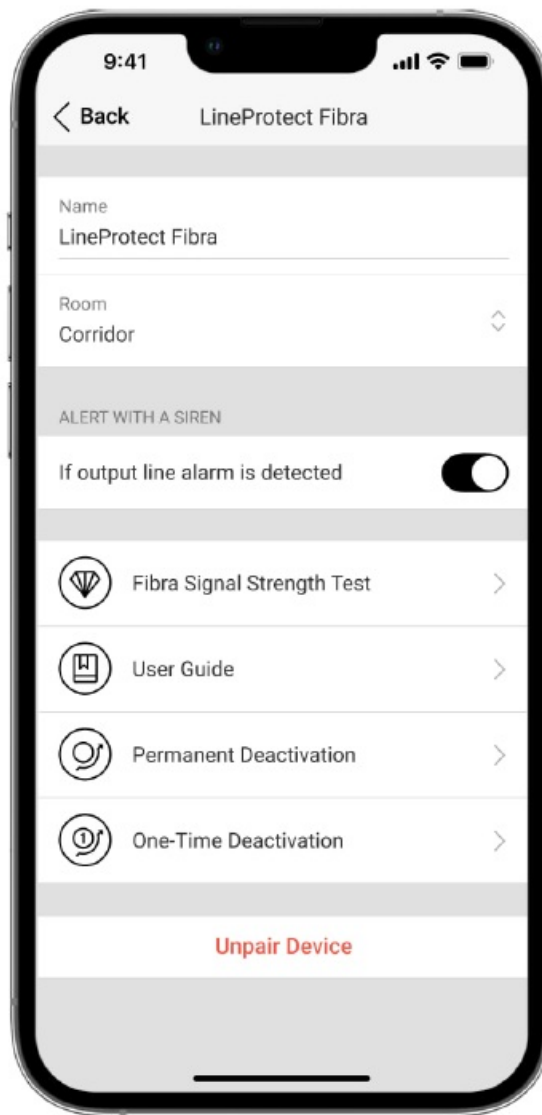 9:41
Back LineProtect Fibra
Name
LineProtect Fibra
Room
Corridor
ALERT WITH A SIREN
If output line alarm is detected
Fibra Signal Strength Test
User Guide
Permanent Deactivation
1 One-Time Deactivation
Unpair Device